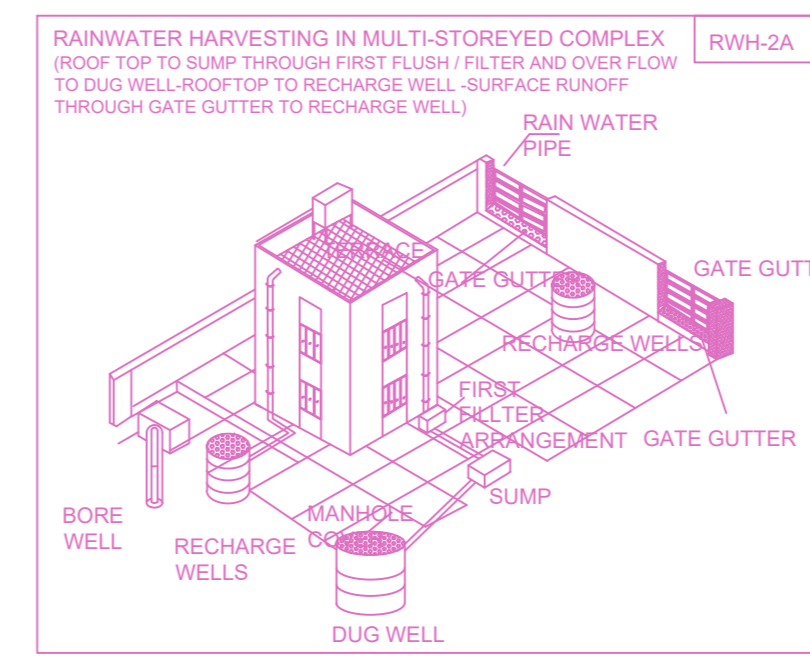 RAINWATER HARVESTING IN MULTI-STOREYED COMPLEX
RWH-2A
(ROOF TOP TO SUMP THROUGH FIRST FLUSH / FILTER AND OVER FLOW
TO DUG WELL-ROOFTOP TO RECHARGE WELL -SURFACE RUNOFF
THROUGH GATE GUTTER TO RECHARGE WELL)
RAIN WATER
PIPE
TERRACE
GATE GUTTER
GATE GUTT
RECHARGE WELLS
FIRST
FILLTER
ARRANGEMENT
GATE GUTTER
SUMP
BORE
WELL
MANHOLE
COVER
RECHARGE
WELLS
DUG WELL